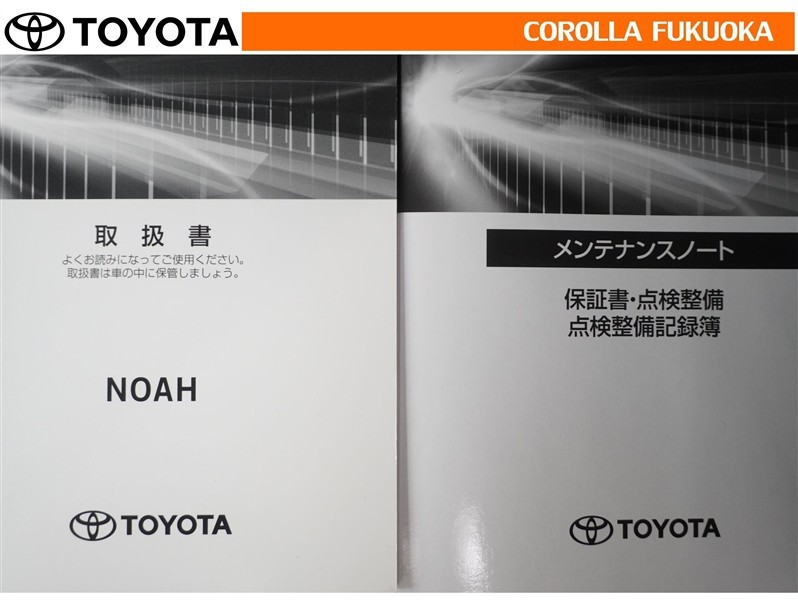 TOYOTA
COROLLA FUKUOKA
取扱書
よくお読みになってご使用ください。
取扱書は車の中に保管しましょう。
NOAH
TOYOTA
メンテナンスノート
保証書・点検整備
点検整備記録簿
TOYOTA